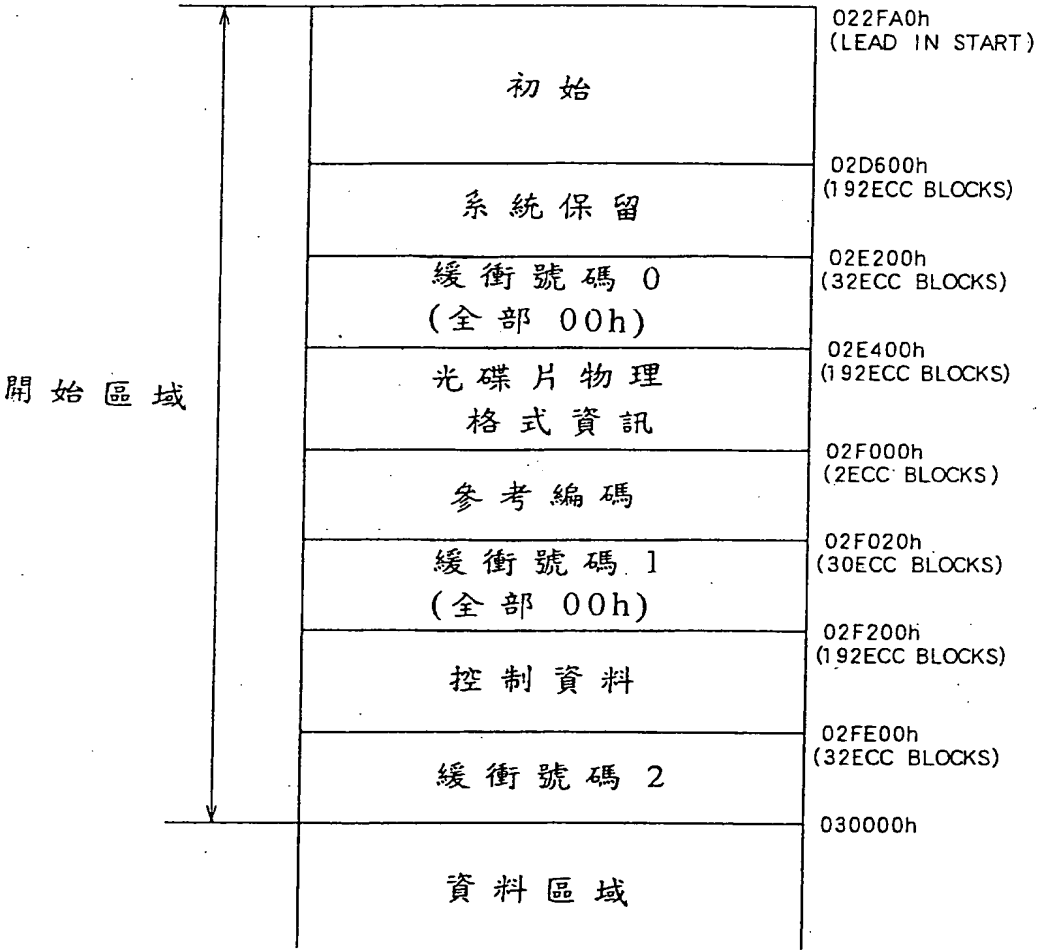 022FA0h
(LEAD IN START)
初始
02D600h
(192ECC BLOCKS)
系統保留
02E200h
(32ECC BLOCKS)
緩衝號碼 0
(全部 00h)
02E400h
(192ECC BLOCKS)
光碟片物理
格式資訊
開始區域
02F000h
(2ECC BLOCKS)
參考編碼
02F020h
(30ECC BLOCKS)
緩衝號碼 1
(全部 00h)
02F200h
(192ECC BLOCKS)
控制資料
02FE00h
(32ECC BLOCKS)
緩衝號碼 2
030000h
資料區域